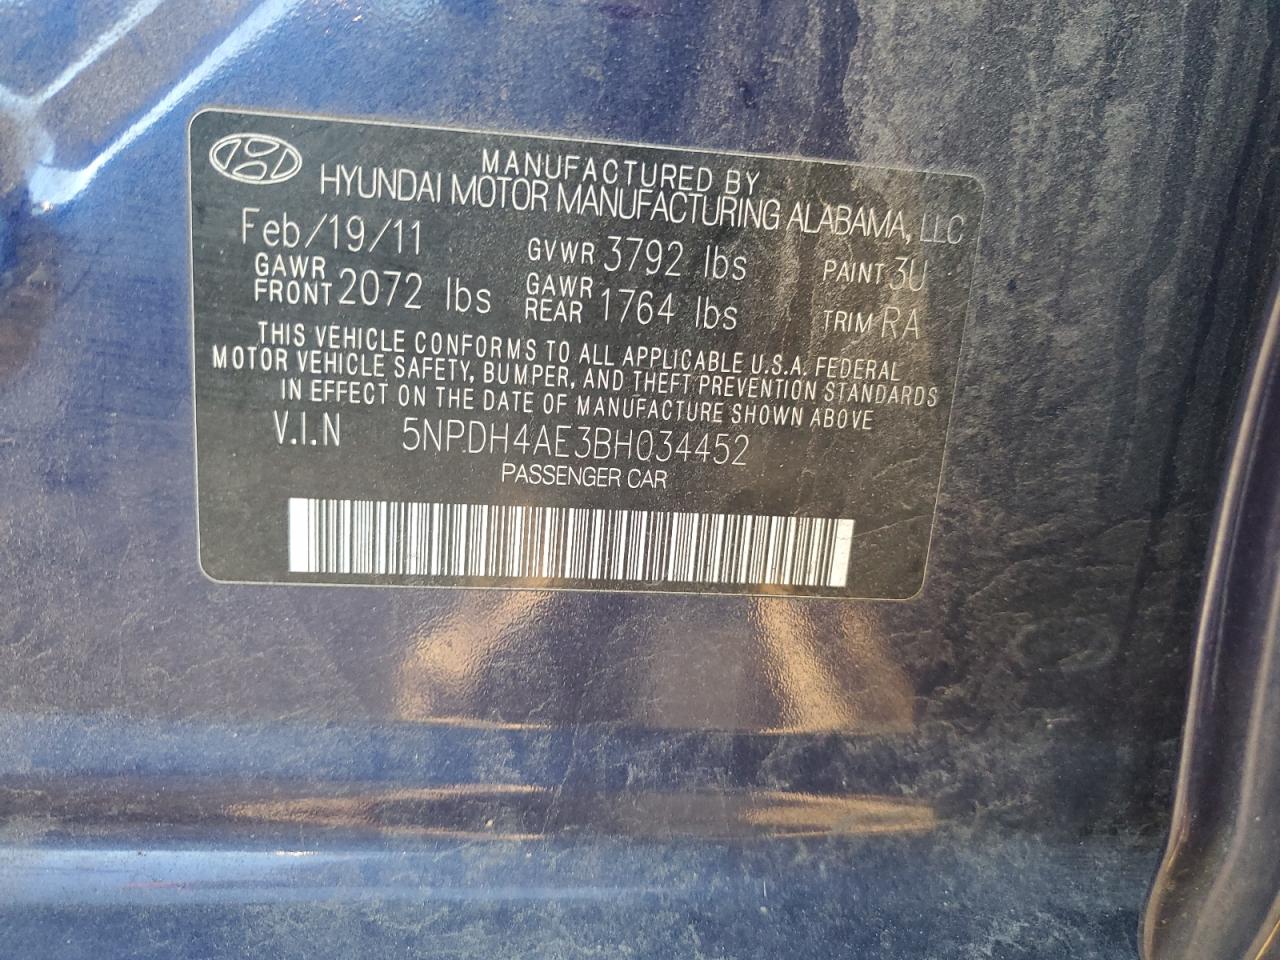 MANUFACTURED BY
HYUNDAI MOTOR MANUFACTURING ALABAMA, LLC
Feb/19/11 GVWR 3792 lbs PAINT 3U
GAWR FRONT 2072 lbs GAWR REAR 1764 lbs TRIM RA
THIS VEHICLE CONFORMS TO ALL APPLICABLE U.S.A. FEDERAL
MOTOR VEHICLE SAFETY, BUMPER, AND THEFT PREVENTION STANDARDS
IN EFFECT ON THE DATE OF MANUFACTURE SHOWN ABOVE
V.I.N 5NPDH4AE3BH034452
PASSENGER CAR